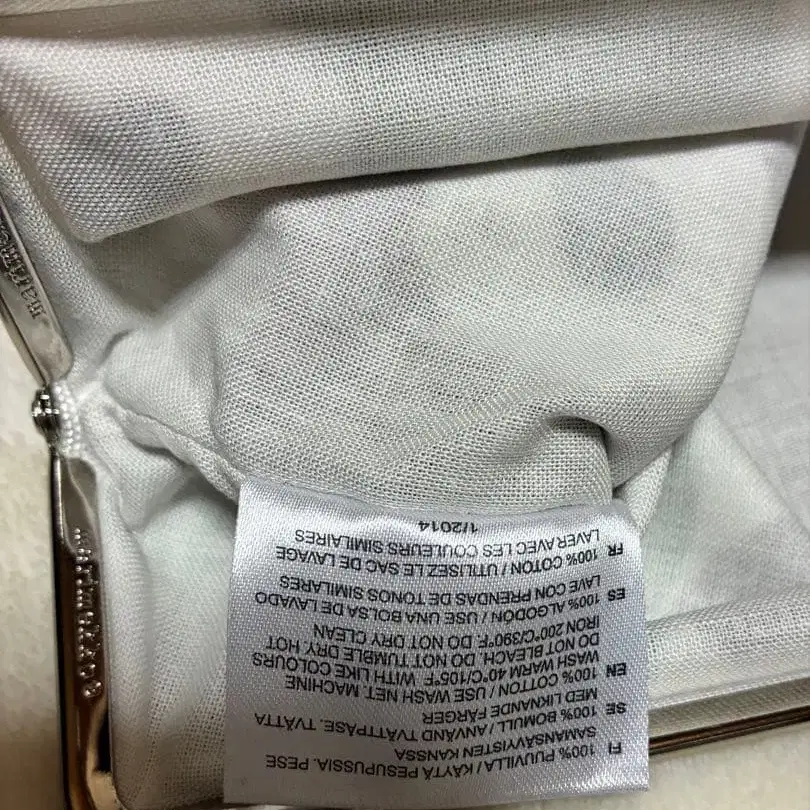 marimekko
marimekko
FI 100% PUUVILLA / KÄYTÄ PESUPUSSIA. PESE
SAMANSÄVYISTEN KANSSA
SE 100% BOMULL / ANVÄND TVÄTTPÅSE. TVÄTTA
MED LIKNANDE FÄRGER
EN 100% COTTON / USE WASH NET. MACHINE
WASH WARM 40°C/105°F WITH LIKE COLOURS
DO NOT BLEACH. DO NOT TUMBLE DRY. HOT
IRON 200°C/390°F. DO NOT DRY CLEAN
ES 100% ALGODÓN / USE UNA BOLSA DE LAVADO
LAVE CON PRENDAS DE TONOS SIMILARES
FR 100% COTON / UTILISEZ LE SAC DE LAVAGE
LAVER AVEC LES COULEURS SIMILAIRES
1/2014